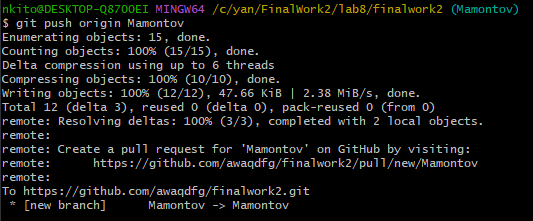 nkito@DESKTOP-Q87OOEI MINGW64 /c/yan/FinalWork2/lab8/finalwork2 (Mamontov)
$ git push origin Mamontov
Enumerating objects: 15, done.
Counting objects: 100% (15/15), done.
Delta compression using up to 6 threads
Compressing objects: 100% (10/10), done.
Writing objects: 100% (12/12), 47.66 KiB | 2.38 MiB/s, done.
Total 12 (delta 3), reused 0 (delta 0), pack-reused 0 (from 0)
remote: Resolving deltas: 100% (3/3), completed with 2 local objects.
remote:
remote: Create a pull request for 'Mamontov' on GitHub by visiting:
remote:      https://github.com/awaqdfg/finalwork2/pull/new/Mamontov
remote:
To https://github.com/awaqdfg/finalwork2.git
 * [new branch]      Mamontov -> Mamontov